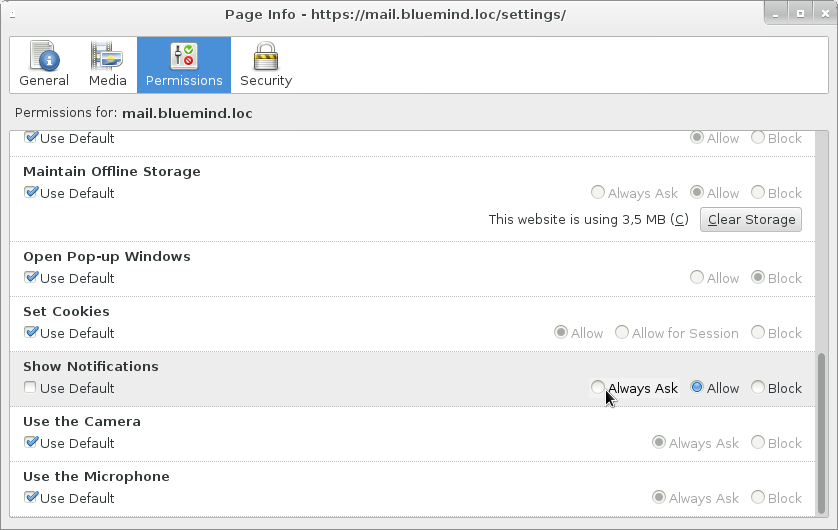 Page Info - https://mail.bluemind.loc/settings/
General Media Permissions Security
Permissions for: mail.bluemind.loc
Use Default Allow Block
Maintain Offline Storage
Use Default Always Ask Allow Block
This website is using 3,5 MB (C) Clear Storage
Open Pop-up Windows
Use Default Allow Block
Set Cookies
Use Default Allow Allow for Session Block
Show Notifications
Use Default Always Ask Allow Block
Use the Camera
Use Default Always Ask Block
Use the Microphone
Use Default Always Ask Block